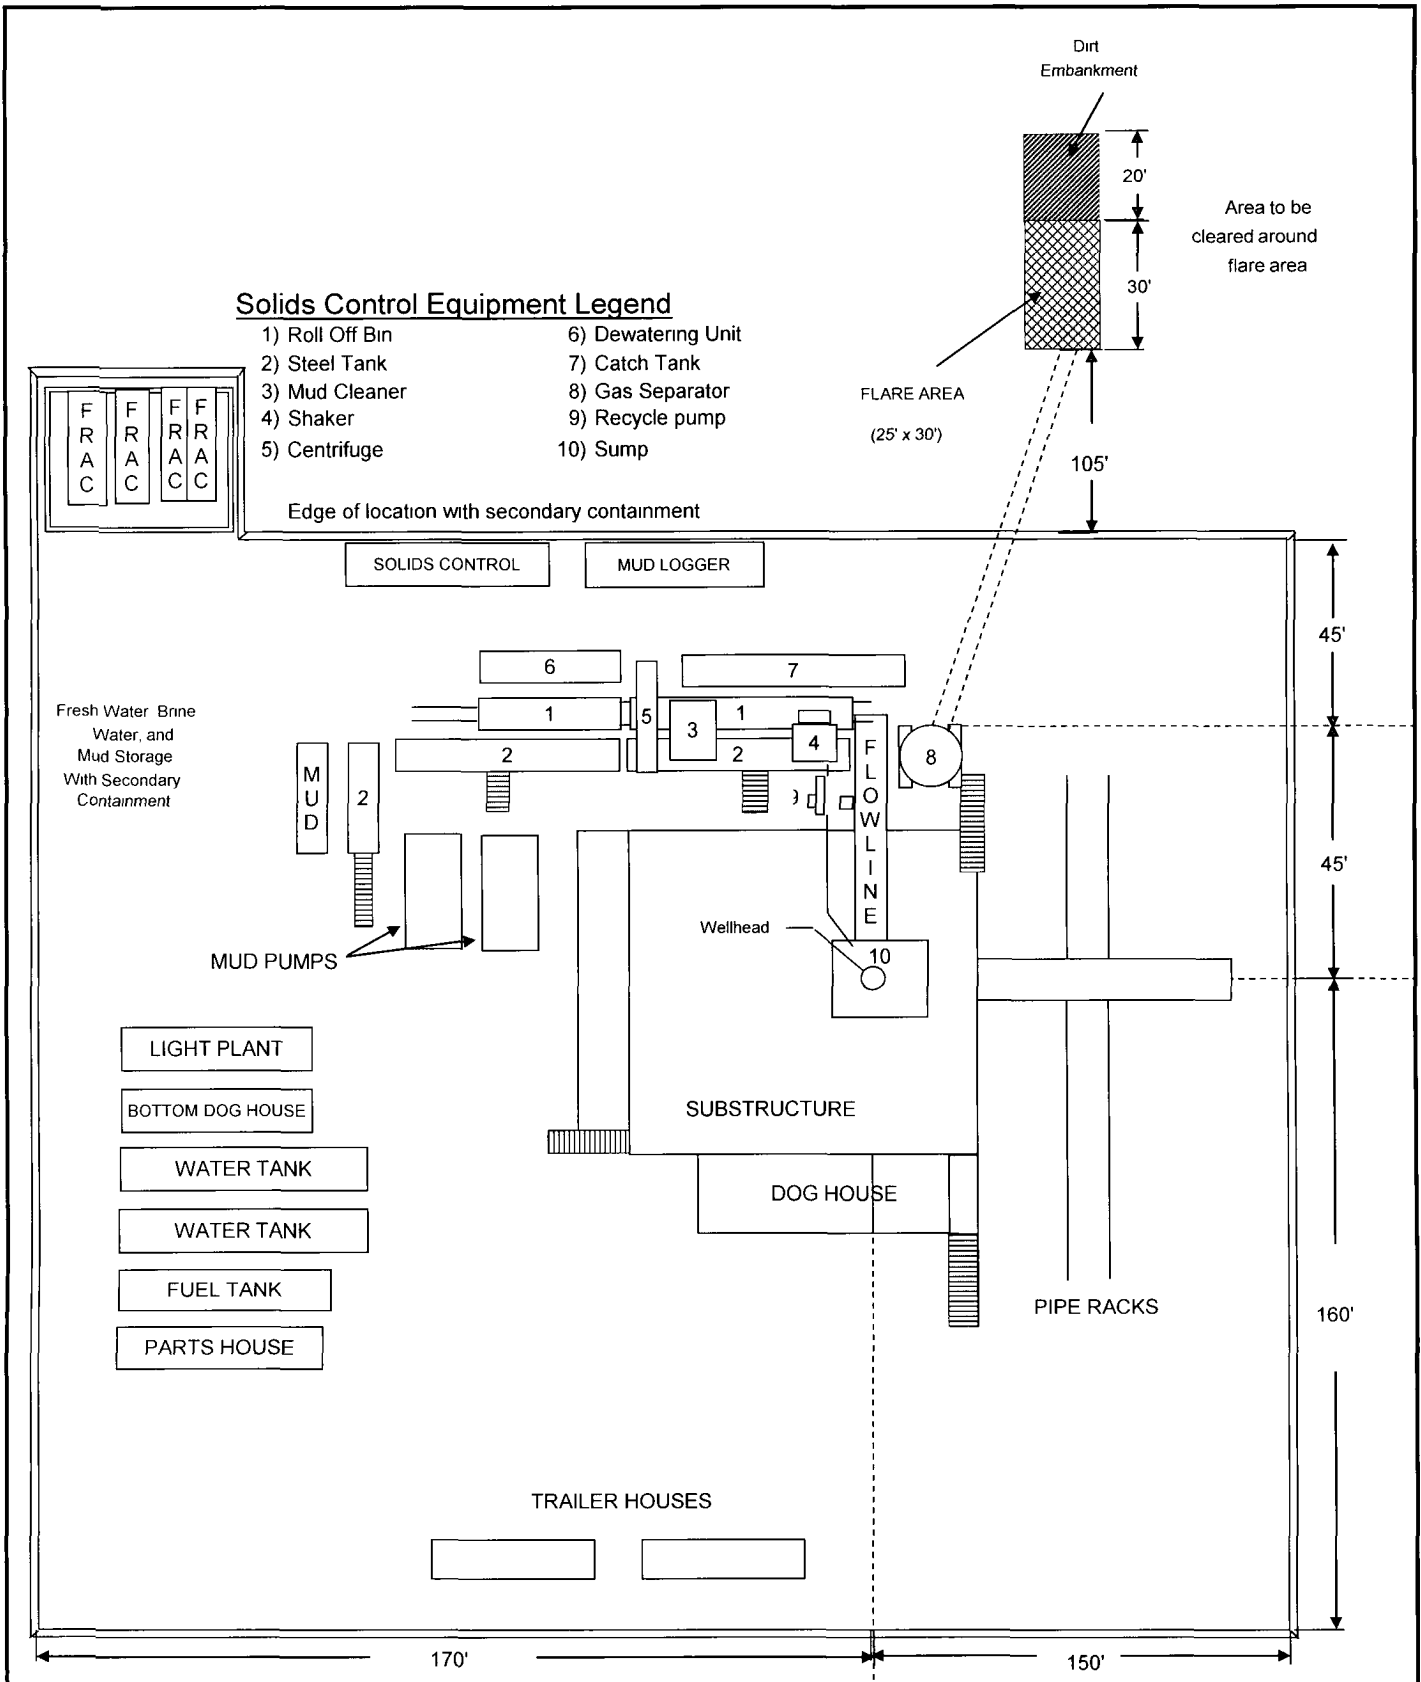 Dirt
Embankment
20'
Area to be
cleared around
flare area
30'
Solids Control Equipment Legend
1) Roll Off Bin
2) Steel Tank
3) Mud Cleaner
4) Shaker
5) Centrifuge
6) Dewatering Unit
7) Catch Tank
8) Gas Separator
9) Recycle pump
10) Sump
FLARE AREA
(25' x 30')
105'
FRAC
FRAC
FRAC
FRAC
Edge of location with secondary containment
SOLIDS CONTROL
MUD LOGGER
45'
6
7
1
5
3
1
4
2
2
8
FLOWLINE
Fresh Water Brine
Water, and
Mud Storage
With Secondary
Containment
MUD
2
9
45'
MUD PUMPS
Wellhead
10
LIGHT PLANT
BOTTOM DOG HOUSE
WATER TANK
WATER TANK
FUEL TANK
PARTS HOUSE
SUBSTRUCTURE
DOG HOUSE
PIPE RACKS
160'
TRAILER HOUSES
170'
150'